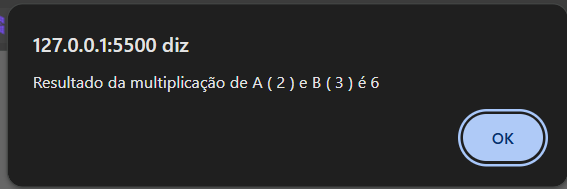 127.0.0.1:5500 diz
Resultado da multiplicação de A ( 2 ) e B ( 3 ) é 6
OK